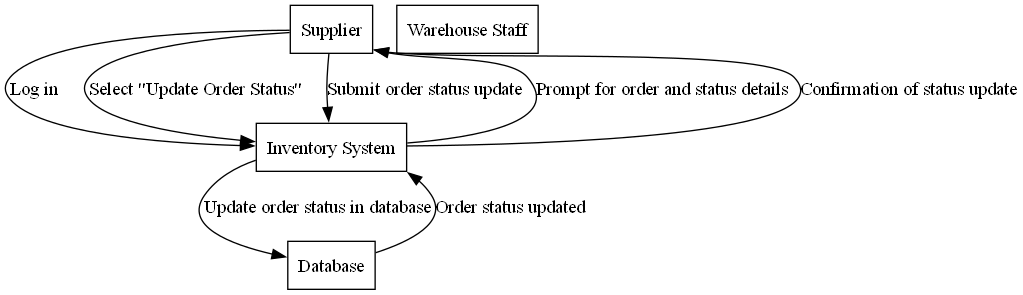 Supplier
Warehouse Staff
Log in
Select "Update Order Status"
Submit order status update
Prompt for order and status details
Confirmation of status update
Inventory System
Update order status in database
Order status updated
Database